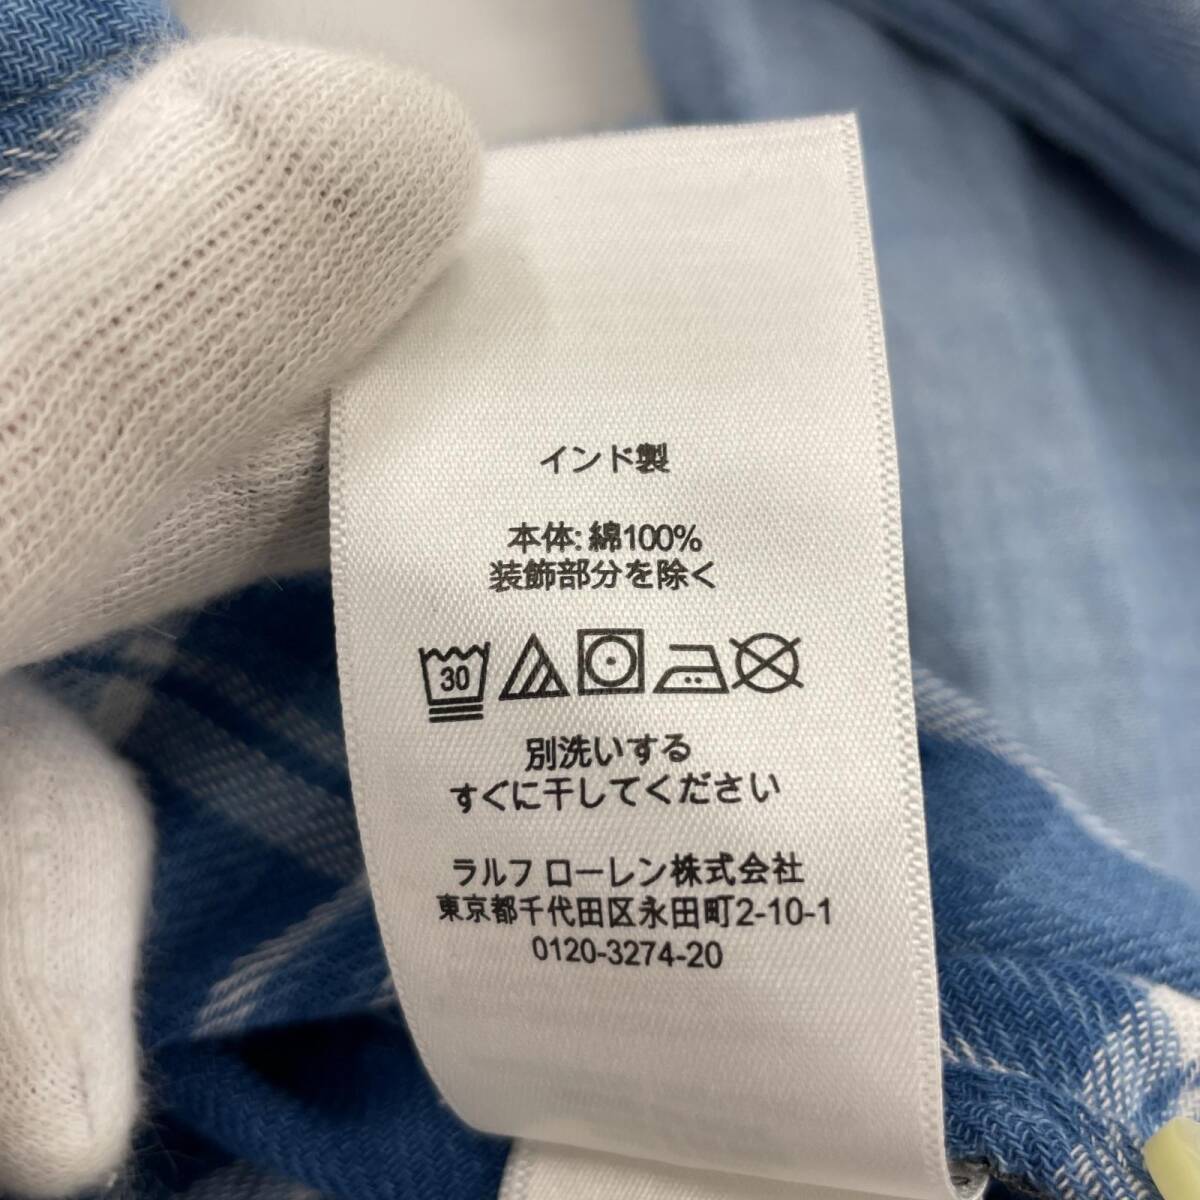 インド製
本体: 綿100%
装飾部分を除く
30
別洗いする
すぐに干してください
ラルフ ローレン株式会社
東京都千代田区永田町2-10-1
0120-3274-20